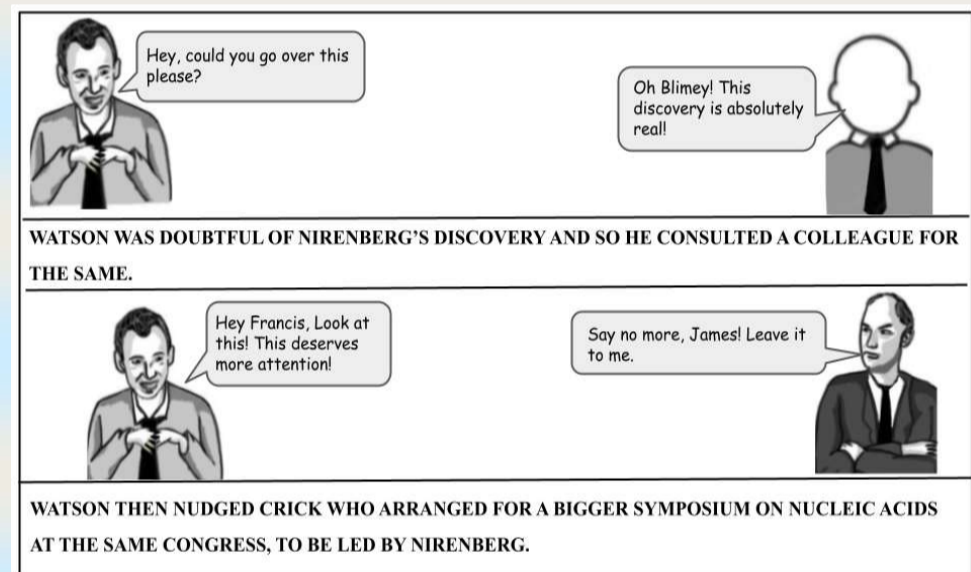 Hey, could you go over this
please?
Oh Blimey! This
discovery is absolutely
real!
WATSON WAS DOUBTFUL OF NIRENBERG'S DISCOVERY AND SO HE CONSULTED A COLLEAGUE FOR
THE SAME.
Hey Francis, Look at
this! This deserves
more attention!
Say no more, James! Leave it
to me.
WATSON THEN NUDGED CRICK WHO ARRANGED FOR A BIGGER SYMPOSIUM ON NUCLEIC ACIDS
AT THE SAME CONGRESS, TO BE LED BY NIRENBERG.